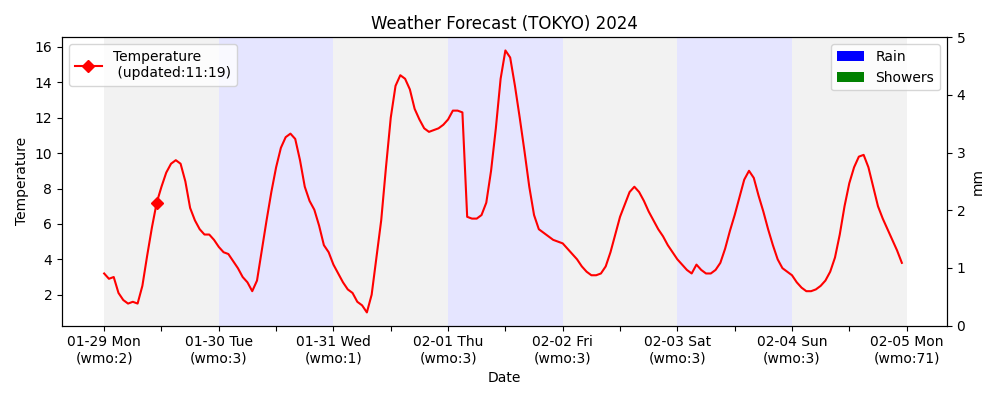 Weather Forecast (TOKYO) 2024
Temperature
(updated:11:19)
Rain
Showers
Temperature
16
14
12
10
8
6
4
2
5
4
3
2
1
0
mm
01-29 Mon
(wmo:2)
01-30 Tue
(wmo:3)
01-31 Wed
(wmo:1)
02-01 Thu
(wmo:3)
02-02 Fri
(wmo:3)
02-03 Sat
(wmo:3)
02-04 Sun
(wmo:3)
02-05 Mon
(wmo:71)
Date